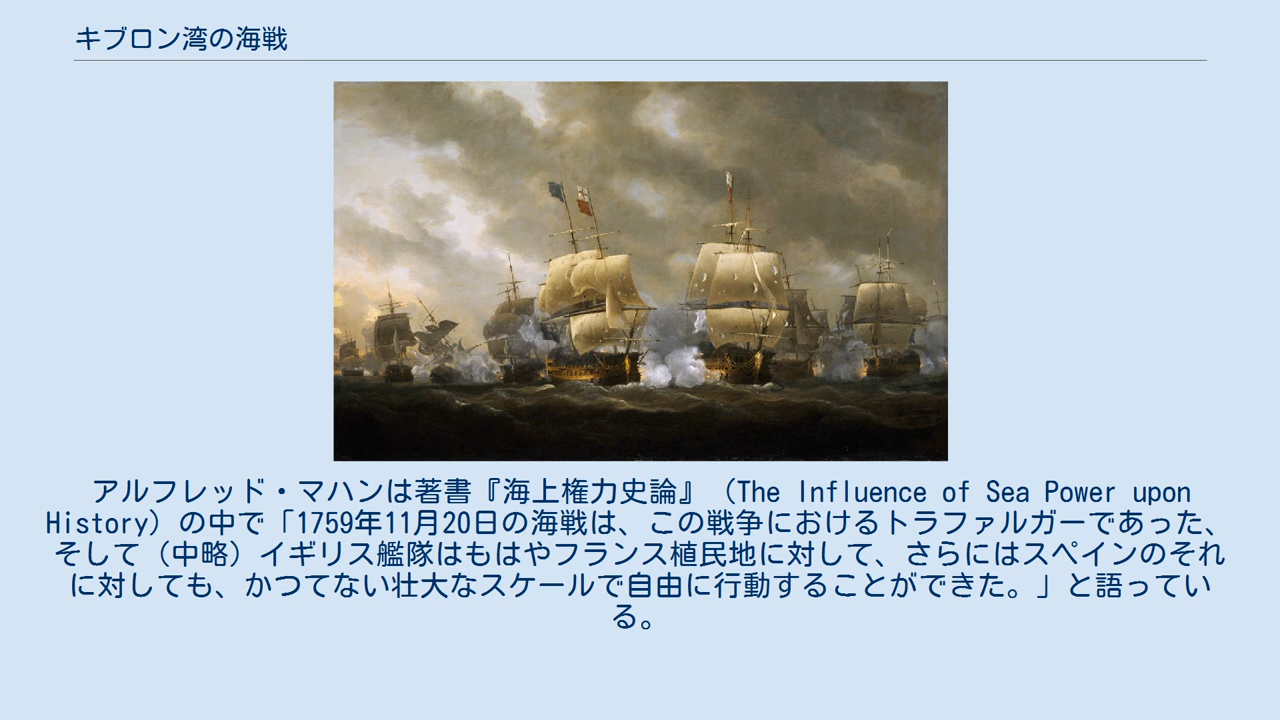 キブロン湾の海戦
アルフレッド・マハンは著書『海上権力史論』（The Influence of Sea Power upon
History）の中で「1759年11月20日の海戦は、この戦争におけるトラファルガーであった、
そして（中略）イギリス艦隊はもはやフランス植民地に対して、さらにはスペインのそれ
に対しても、かつてない壮大なスケールで自由に行動することができた。」と語ってい
る。